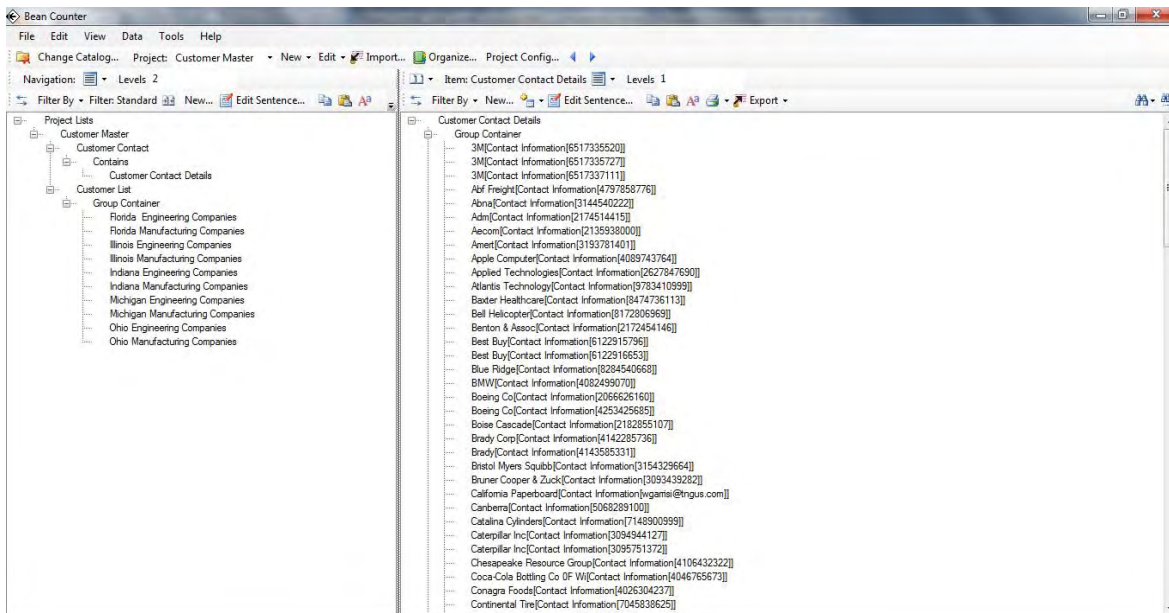 Bean Counter
File Edit View Data Tools Help
Change Catalog... Project: Customer Master New Edit Import... Organize... Project Config...
Navigation: Levels 2
Filter By Filter: Standard New... Edit Sentence... Aª
Project Lists
Customer Master
Customer Contact
Contains
Customer Contact Details
Customer List
Group Container
Florida Engineering Companies
Florida Manufacturing Companies
Illinois Engineering Companies
Illinois Manufacturing Companies
Indiana Engineering Companies
Indiana Manufacturing Companies
Michigan Engineering Companies
Michigan Manufacturing Companies
Ohio Engineering Companies
Ohio Manufacturing Companies
Item: Customer Contact Details Levels 1
Filter By New... Edit Sentence... Aª Export
Customer Contact Details
Group Container
3M[Contact Information[6517335520]]
3M[Contact Information[6517335727]]
3M[Contact Information[6517337111]]
Abf Freight[Contact Information[4797858776]]
Abna[Contact Information[3144540222]]
Adm[Contact Information[2174514415]]
Aecom[Contact Information[2135938000]]
Amert[Contact Information[3193781401]]
Apple Computer[Contact Information[4089743764]]
Applied Technologies[Contact Information[2627847690]]
Atlantis Technology[Contact Information[9783410999]]
Baxter Healthcare[Contact Information[8474736113]]
Bell Helicopter[Contact Information[8172806969]]
Benton & Assoc[Contact Information[2172454146]]
Best Buy[Contact Information[6122915796]]
Best Buy[Contact Information[6122916653]]
Blue Ridge[Contact Information[8284540668]]
BMW[Contact Information[4082499070]]
Boeing Co[Contact Information[2066626160]]
Boeing Co[Contact Information[4253425685]]
Boise Cascade[Contact Information[2182855107]]
Brady Corp[Contact Information[4142285736]]
Brady[Contact Information[4143585331]]
Bristol Myers Squibb[Contact Information[3154329664]]
Bruner Cooper & Zuck[Contact Information[3093439282]]
California Paperboard[Contact Information[wgarrisi@tngus.com]]
Canberra[Contact Information[5068289100]]
Catalina Cylinders[Contact Information[7148900999]]
Caterpillar Inc[Contact Information[3094944127]]
Caterpillar Inc[Contact Information[3095751372]]
Chesapeake Resource Group[Contact Information[4106432322]]
Coca-Cola Bottling Co 0F Wi[Contact Information[4046765673]]
Conagra Foods[Contact Information[4026304237]]
Continental Tire[Contact Information[7045838625]]